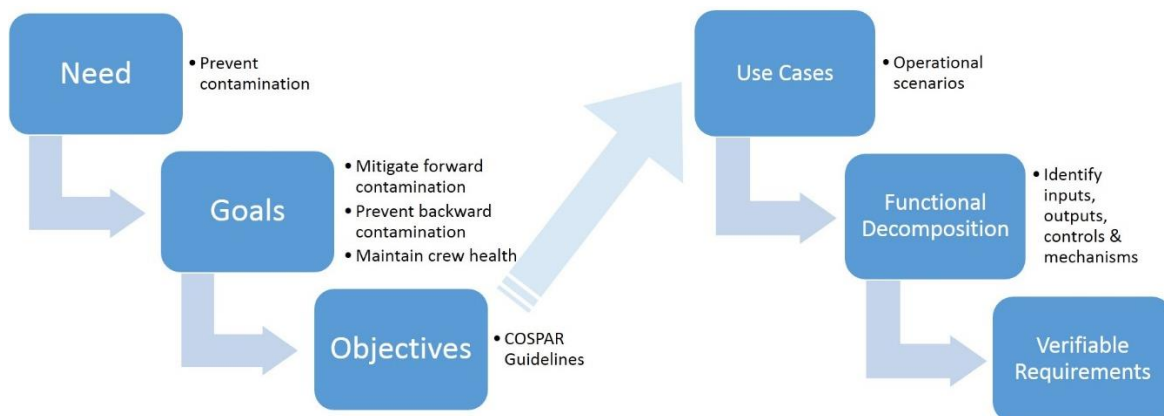 Need
• Prevent
contamination
Goals
• Mitigate forward
contamination
• Prevent backward
contamination
• Maintain crew health
Objectives
• COSPAR
Guidelines
Use Cases
• Operational
scenarios
Functional
Decomposition
• Identify
inputs,
outputs,
controls &
mechanisms
Verifiable
Requirements